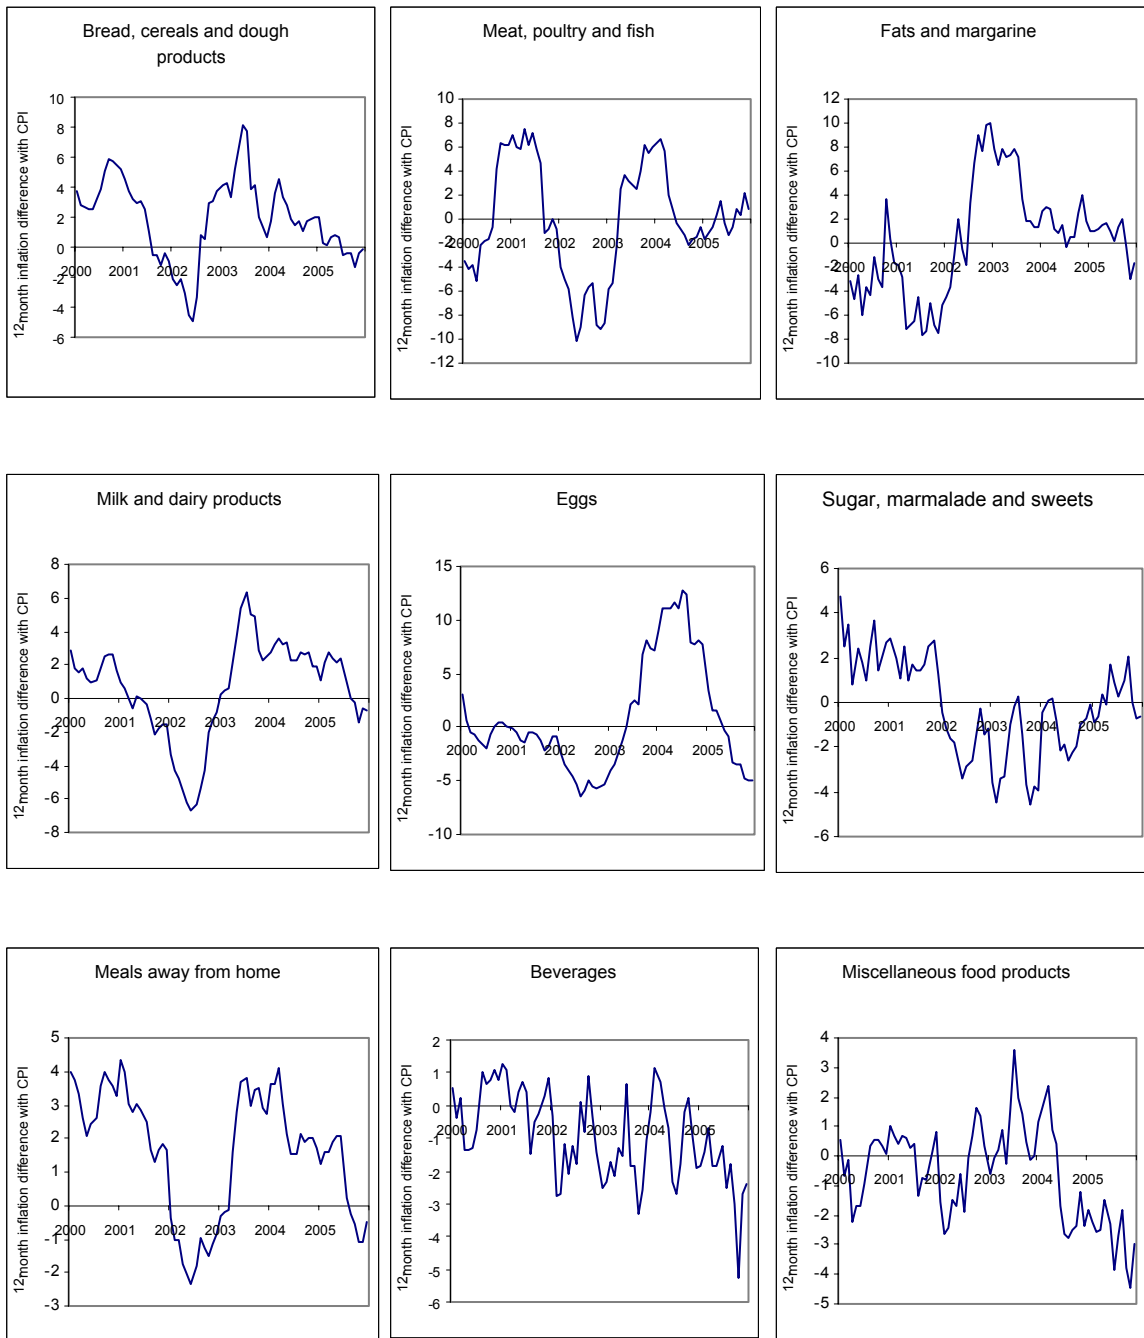 Bread, cereals and dough
products
12month inflation difference with CPI
10
8
6
4
2
0
-2
-4
-6
2000 2001 2002 2003 2004 2005
Meat, poultry and fish
12month inflation difference with CPI
10
8
6
4
2
0
-2
-4
-6
-8
-10
-12
2000 2001 2002 2003 2004 2005
Fats and margarine
12month inflation difference with CPI
12
10
8
6
4
2
0
-2
-4
-6
-8
-10
2000 2001 2002 2003 2004 2005
Milk and dairy products
12month inflation difference with CPI
8
6
4
2
0
-2
-4
-6
-8
2000 2001 2002 2003 2004 2005
Eggs
12month inflation difference with CPI
15
10
5
0
-5
-10
2000 2001 2002 2003 2004 2005
Sugar, marmalade and sweets
12month inflation difference with CPI
6
4
2
0
-2
-4
-6
2000 2001 2002 2003 2004 2005
Meals away from home
12month inflation difference with CPI
5
4
3
2
1
0
-1
-2
-3
2000 2001 2002 2003 2004 2005
Beverages
12month inflation difference with CPI
2
1
0
-1
-2
-3
-4
-5
-6
2000 2001 2002 2003 2004 2005
Miscellaneous food products
12month inflation difference with CPI
4
3
2
1
0
-1
-2
-3
-4
-5
2000 2001 2002 2003 2004 2005